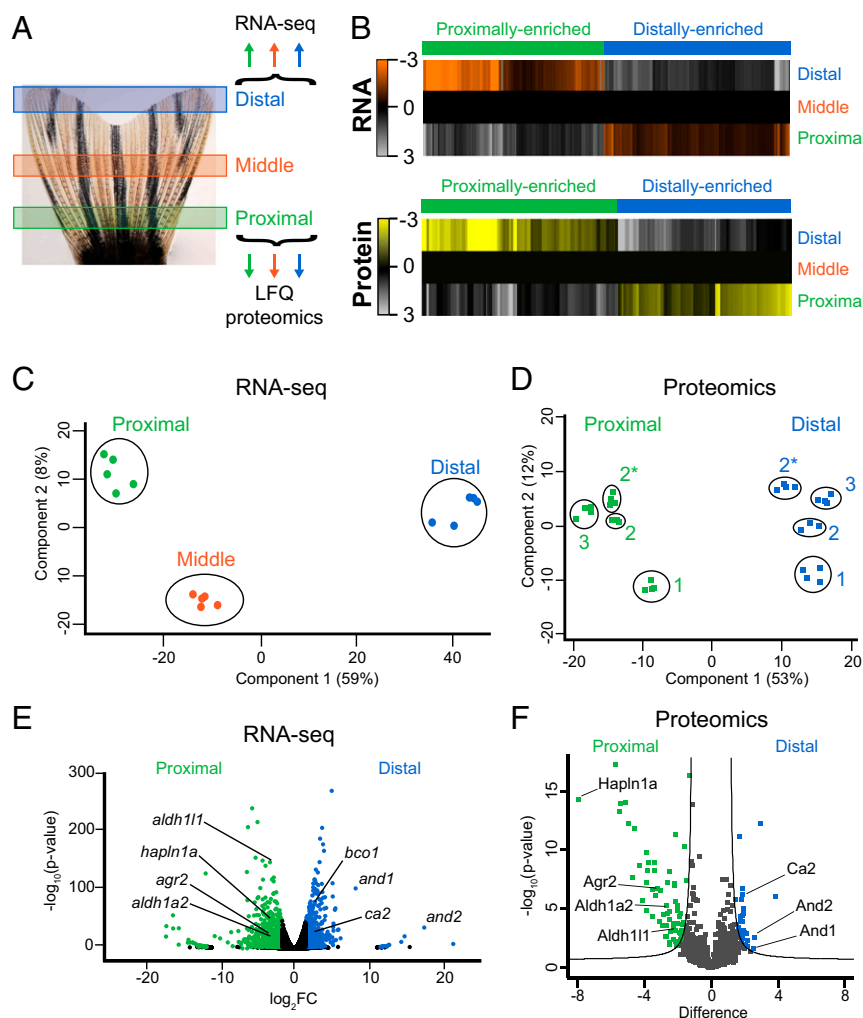 A
RNA-seq
Distal
Middle
Proximal
LFQ
proteomics
B
Proximally-enriched
Distally-enriched
RNA
-3
0
3
Distal
Middle
Proxima
Proximally-enriched
Distally-enriched
Protein
-3
0
3
Distal
Middle
Proxima
C
RNA-seq
Component 2 (8%)
20
10
0
-10
-20
Proximal
Middle
Distal
-20
0
20
40
Component 1 (59%)
D
Proteomics
Component 2 (12%)
20
10
0
-10
-20
Proximal
Distal
2*
3
2
1
2*
3
2
1
-20
-10
0
10
20
Component 1 (53%)
E
RNA-seq
-log10(p-value)
300
200
100
0
Proximal
Distal
aldh1l1
hapln1a
agr2
aldh1a2
bco1
and1
ca2
and2
-20
-10
0
10
20
log2FC
F
Proteomics
-log10(p-value)
15
10
5
0
Proximal
Distal
Hapln1a
Agr2
Aldh1a2
Aldh1l1
Ca2
And2
And1
-8
-4
0
4
8
Difference